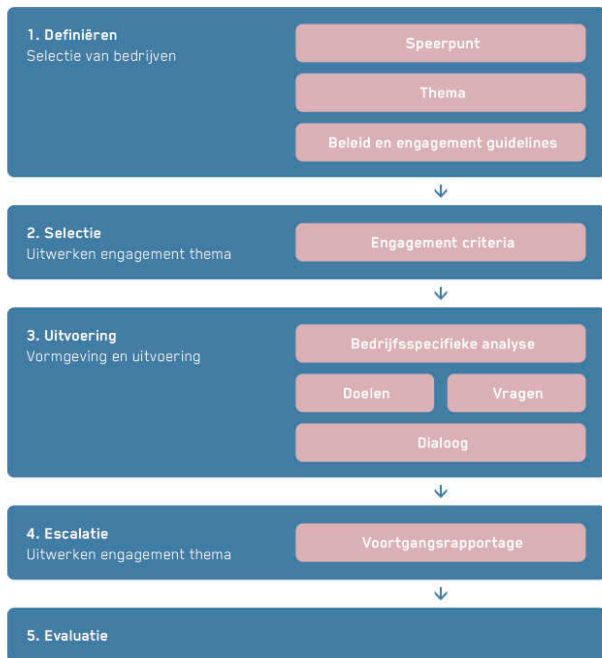 1. Definiëren
Selectie van bedrijven
Speerpunt
Thema
Beleid en engagement guidelines
2. Selectie
Uitwerken engagement thema
Engagement criteria
3. Uitvoering
Vormgeving en uitvoering
Bedrijfsspecifieke analyse
Doelen
Vragen
Dialoog
4. Escalatie
Uitwerken engagement thema
Voortgangsrapportage
5. Evaluatie